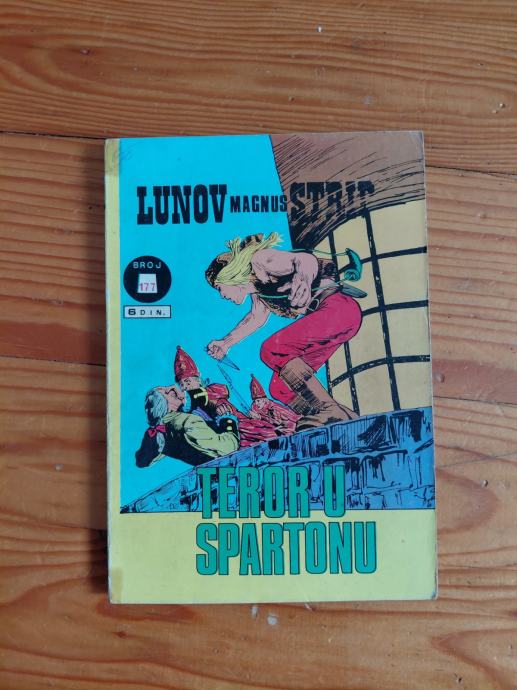 LUNOV MAGNUS STRIP
BROJ
177
6 DIN.
TEROR U
SPARTONU